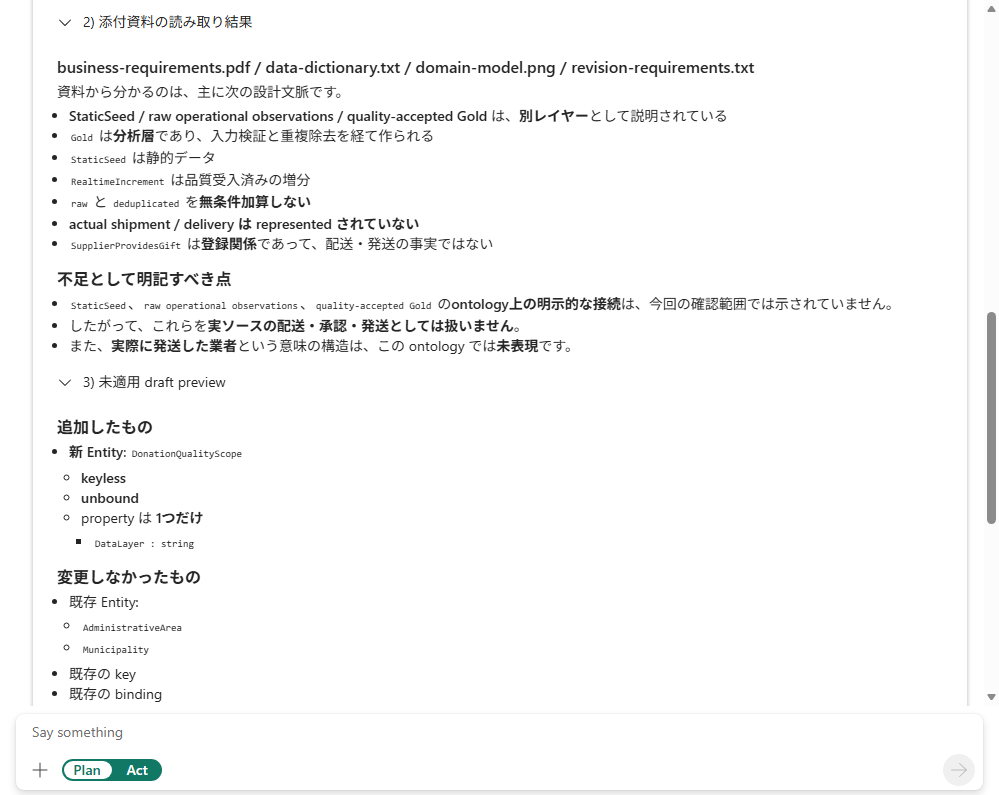 2) 添付資料の読み取り結果
business-requirements.pdf / data-dictionary.txt / domain-model.png / revision-requirements.txt
資料から分かるのは、主に次の設計文脈です。
StaticSeed / raw operational observations / quality-accepted Gold は、別レイヤーとして説明されている
Gold は分析層であり、入力検証と重複除去を経て作られる
StaticSeed は静的データ
RealtimeIncrement は品質受入済みの増分
raw と deduplicated を無条件加算しない
actual shipment / delivery は represented されていない
SupplierProvidesGift は登録関係であって、配送・発送の事実ではない
不足として明記すべき点
StaticSeed、 raw operational observations、 quality-accepted Gold のontology上の明示的な接続は、今回の確認範囲では示されていません。
したがって、これらを実ソースの配送・承認・発送としては扱いません。
また、実際に発送した業者という意味の構造は、この ontology では未表現です。
3) 未適用 draft preview
追加したもの
新 Entity: DonationQualityScope
keyless
unbound
property は 1つだけ
DataLayer : string
変更しなかったもの
既存 Entity:
AdministrativeArea
Municipality
既存の key
既存の binding
Say something
Plan Act